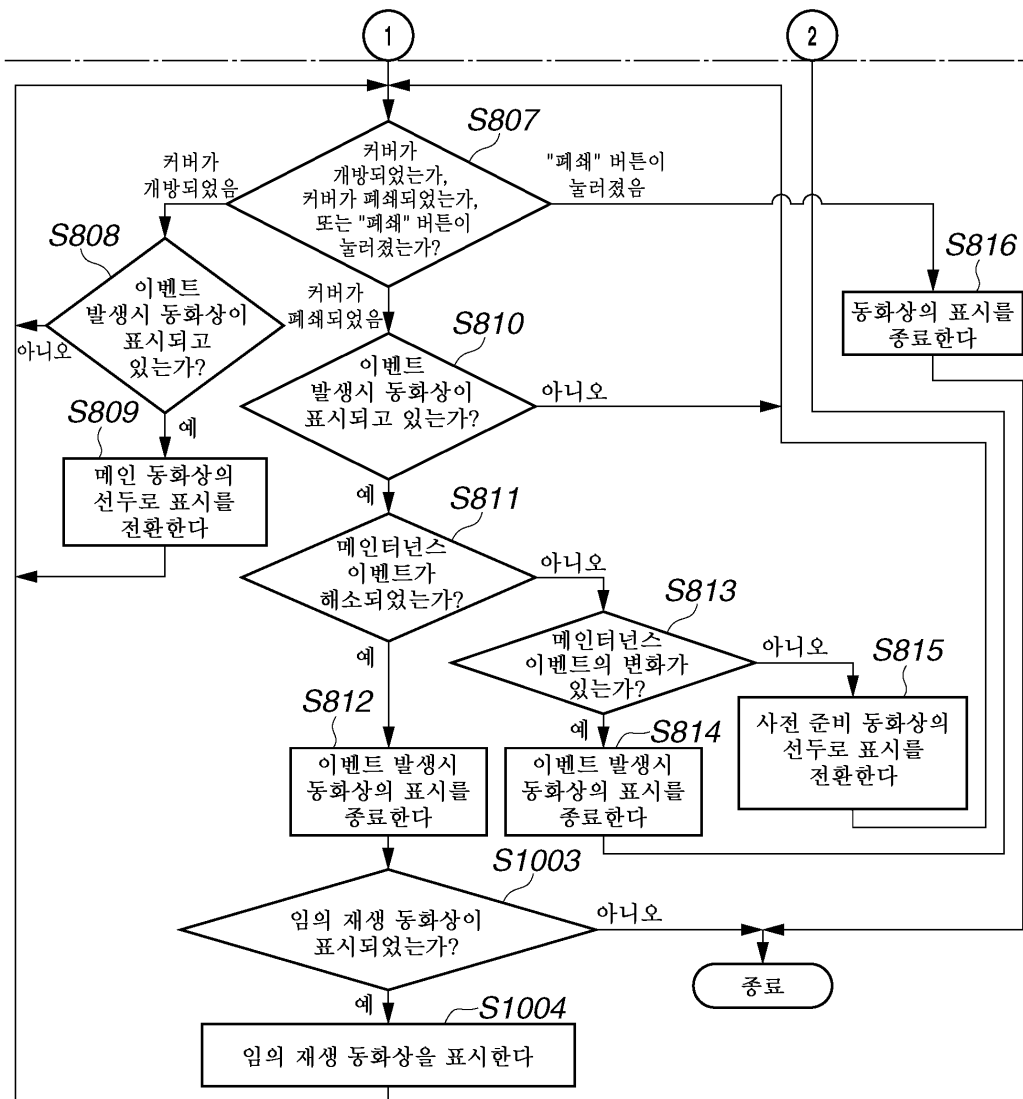 1
2
S807
커버가
개방되었는가,
커버가 폐쇄되었는가,
또는 "폐쇄" 버튼이
눌러졌는가?
커버가
개방되었음
"폐쇄" 버튼이
눌러졌음
S808
이벤트
발생시 동화상이
표시되고
있는가?
아니오
커버가
폐쇄되었음
S810
이벤트
발생시 동화상이
표시되고 있는가?
아니오
S816
동화상의 표시를
종료한다
S809
예
메인 동화상의
선두로 표시를
전환한다
예
S811
메인터넌스
이벤트가
해소되었는가?
아니오
S813
메인터넌스
이벤트의 변화가
있는가?
아니오
S815
사전 준비 동화상의
선두로 표시를
전환한다
예
S812
이벤트 발생시
동화상의 표시를
종료한다
예
S814
이벤트 발생시
동화상의 표시를
종료한다
S1003
임의 재생 동화상이
표시되었는가?
아니오
종료
예
S1004
임의 재생 동화상을 표시한다